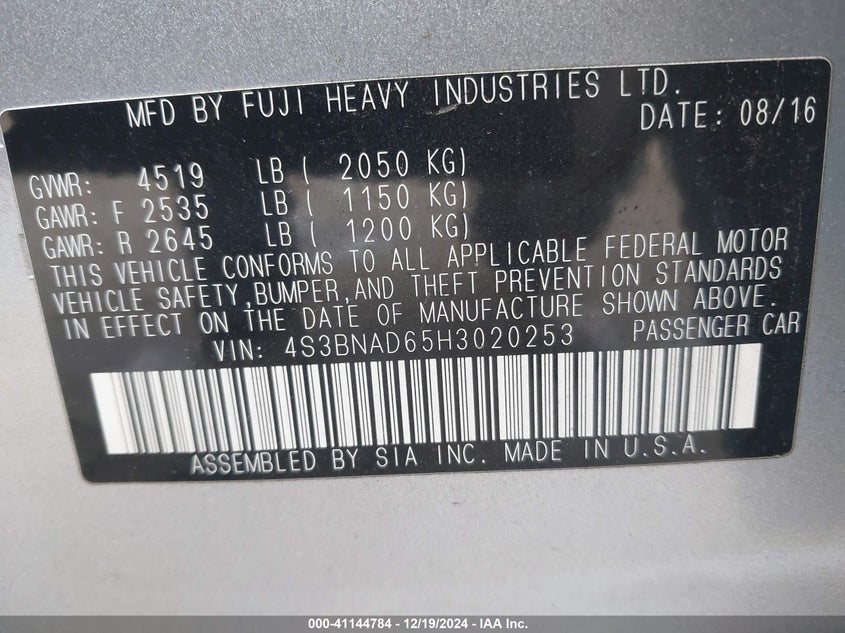 MFD BY FUJI HEAVY INDUSTRIES LTD.
DATE: 08/16
GVWR: 4519 LB ( 2050 KG)
GAWR: F 2535 LB ( 1150 KG)
GAWR: R 2645 LB ( 1200 KG)
THIS VEHICLE CONFORMS TO ALL APPLICABLE FEDERAL MOTOR
VEHICLE SAFETY,BUMPER,AND THEFT PREVENTION STANDARDS
IN EFFECT ON THE DATE OF MANUFACTURE SHOWN ABOVE.
VIN: 4S3BNAD65H3020253 PASSENGER CAR
ASSEMBLED BY SIA INC. MADE IN U.S.A.
000-41144784 - 12/19/2024 - IAA Inc.